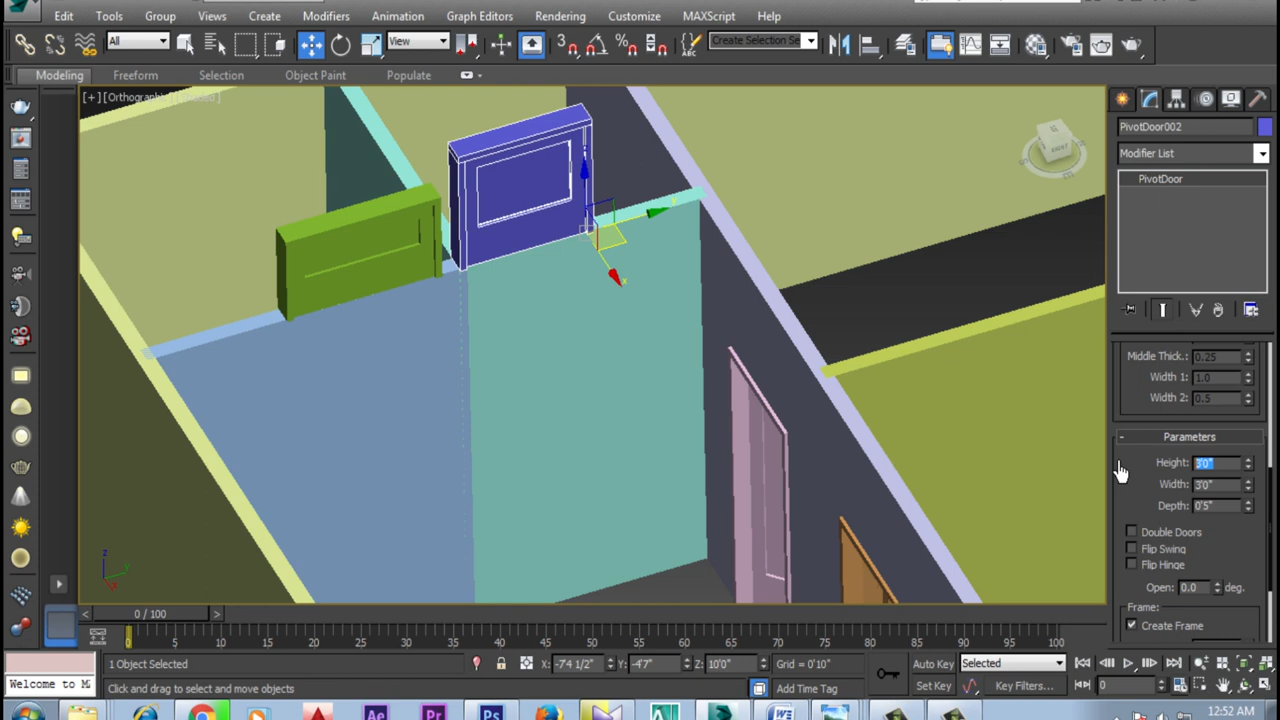 Edit Tools Group Views Create Modifiers Animation Graph Editors Rendering Customize MAXScript Help
All View Create Selection Se
Modeling Freeform Selection Object Paint Populate
[+][Orthographic]
PivotDoor002
Modifier List
PivotDoor
Middle Thick.: 0.25
Width 1: 1.0
Width 2: 0.5
- Parameters
Height: 3'0"
Width: 3'0"
Depth: 0'5"
Double Doors
Flip Swing
Flip Hinge
Open: 0.0 deg.
Frame:
Create Frame
< 0 / 100 >
0 5 10 15 20 25 30 35 40 45 50 55 60 65 70 75 80 85 90 95 100
1 Object Selected X: -7'4 1/2" Y: -4'7" Z: 10'0" Grid = 0'10" Auto Key Selected
Welcome to M Click and drag to select and move objects Add Time Tag Set Key Key Filters... 0
12:52 AM